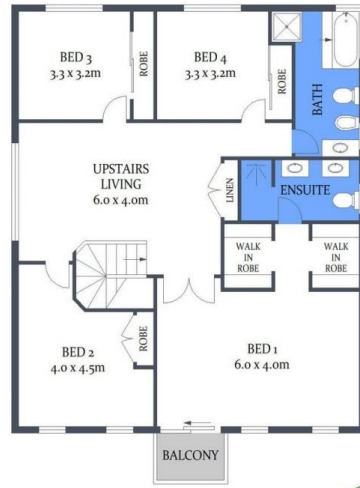 BED 3
3.3 x 3.2m
ROBE
BED 4
3.3 x 3.2m
ROBE
BATH
UPSTAIRS
LIVING
6.0 x 4.0m
LINEN
ENSUITE
WALK
IN
ROBE
WALK
IN
ROBE
BED 2
4.0 x 4.5m
ROBE
BED 1
6.0 x 4.0m
BALCONY